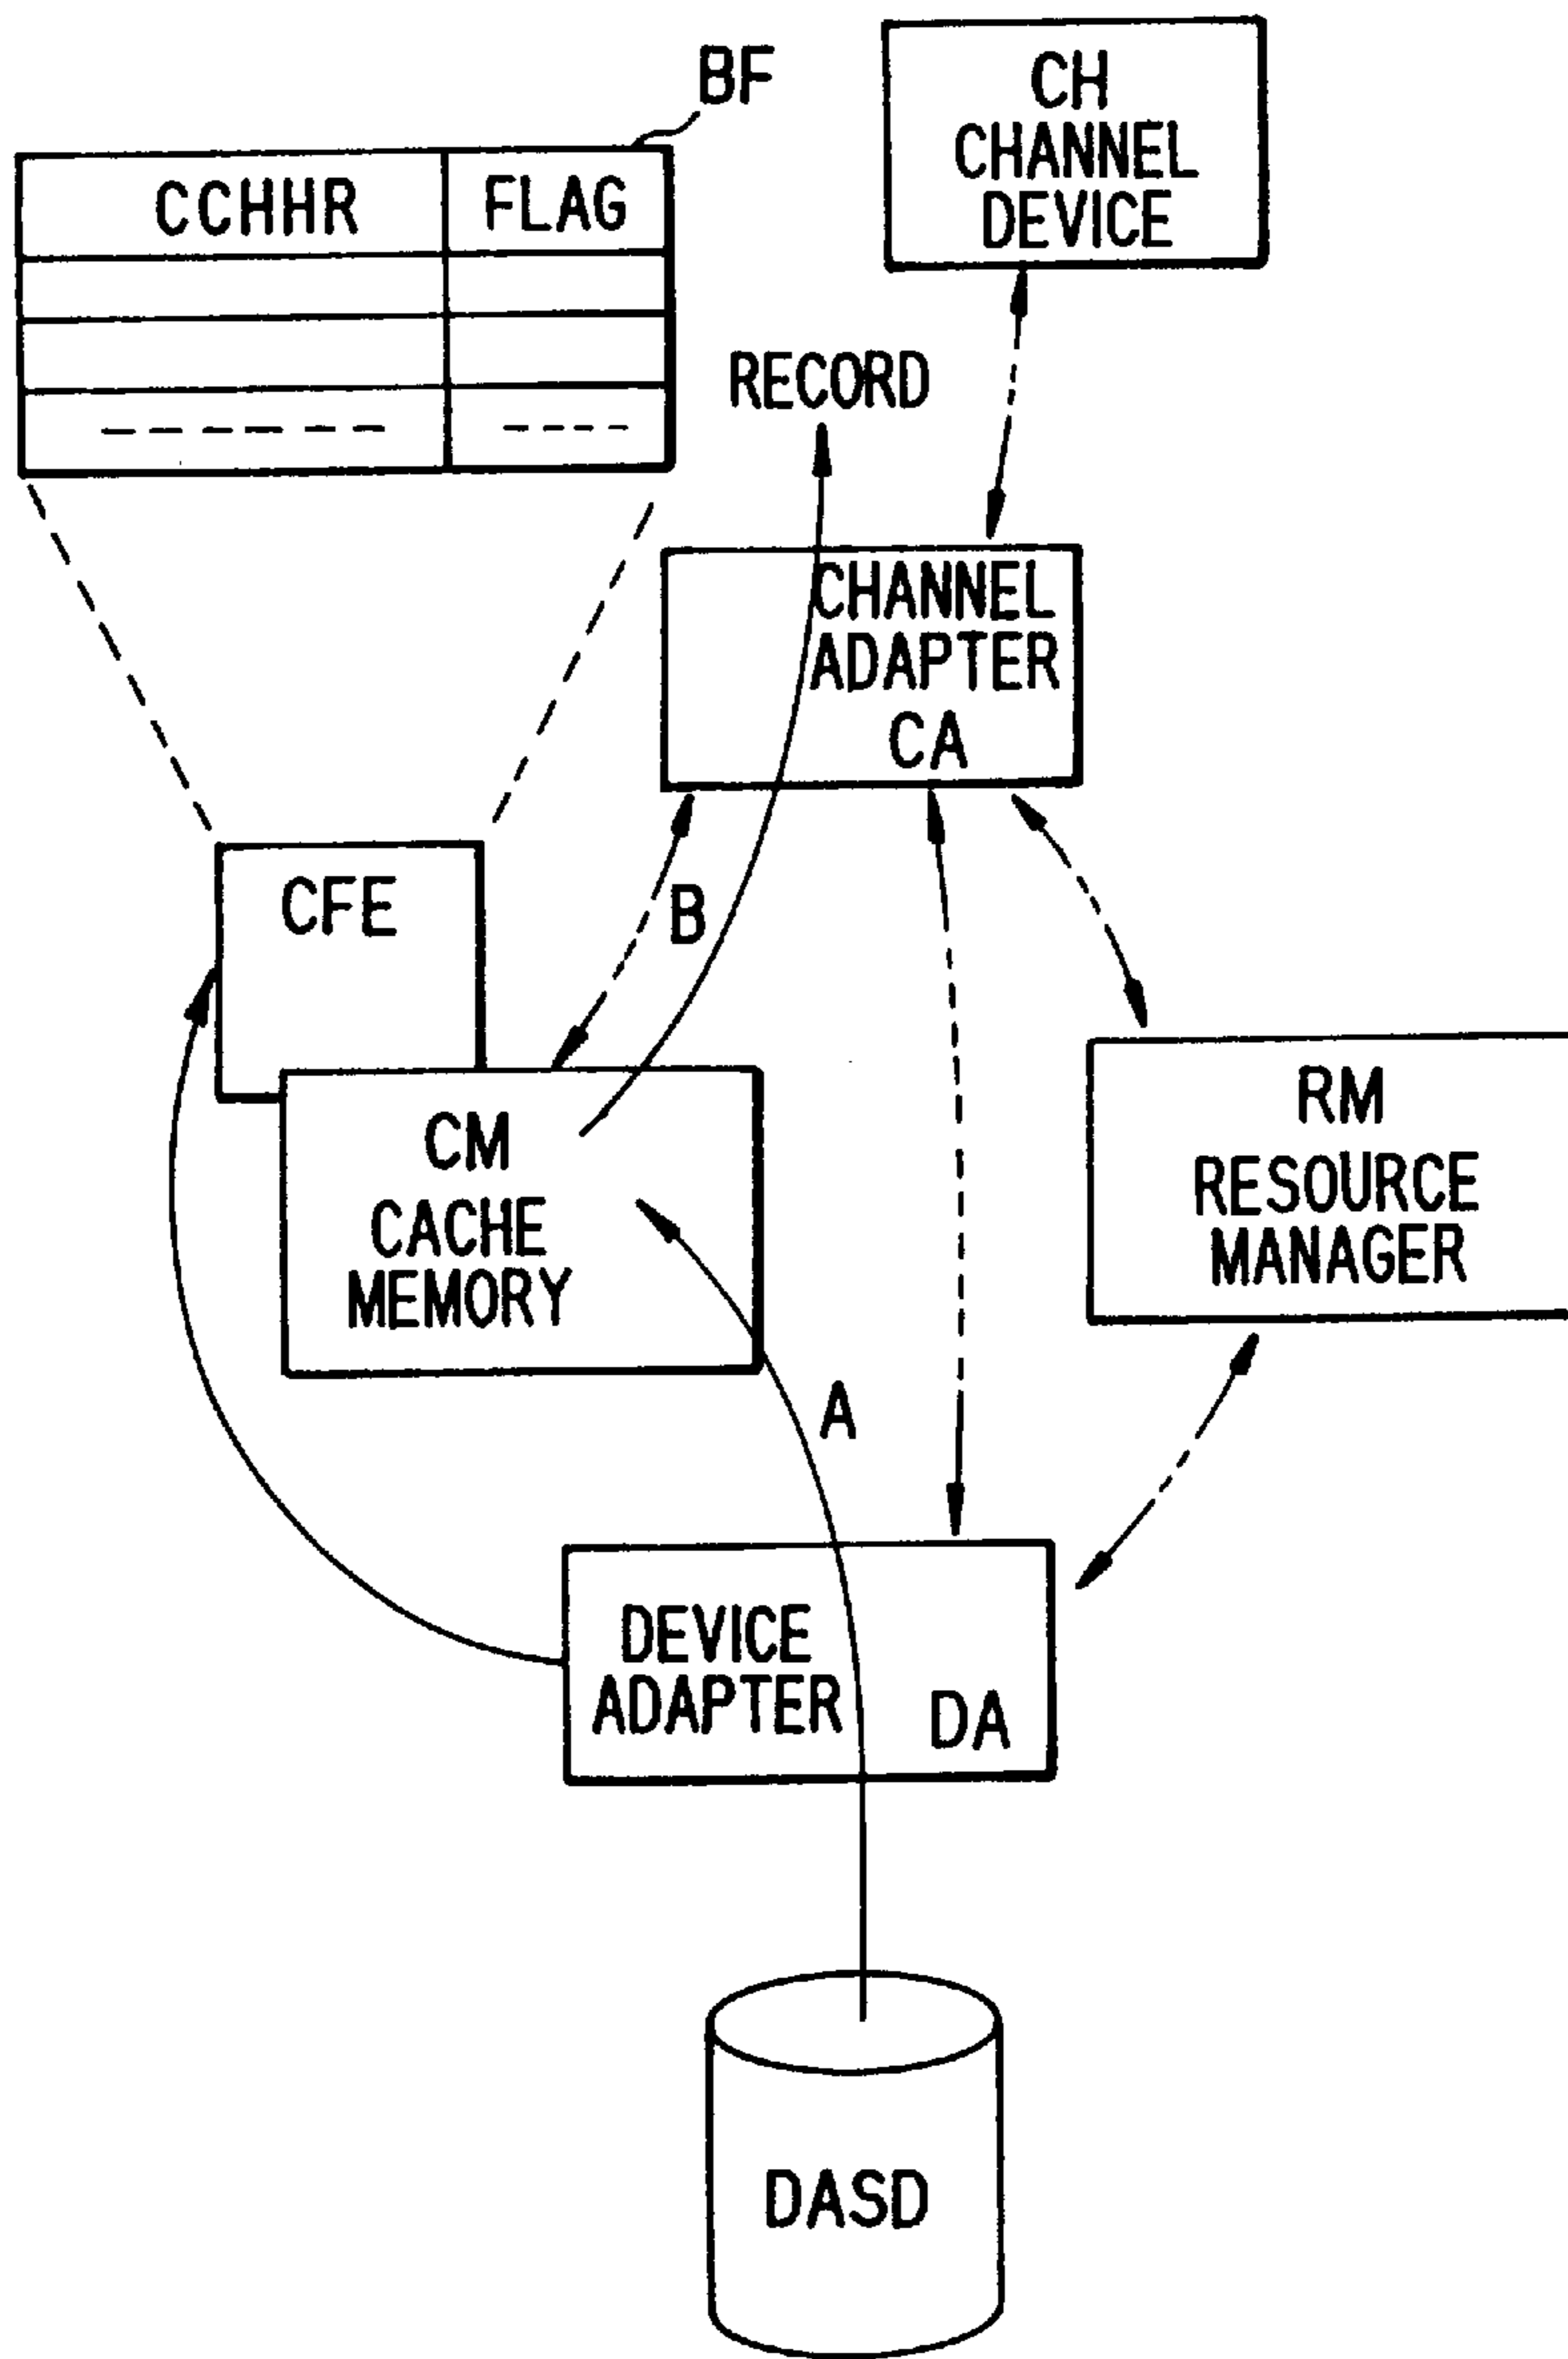 BF
CH
CHANNEL
DEVICE
CCHHR FLAG
RECORD
CHANNEL
ADAPTER
CA
CFE
B
CM
CACHE
MEMORY
RM
RESOURCE
MANAGER
A
DEVICE
ADAPTER
DA
DASD